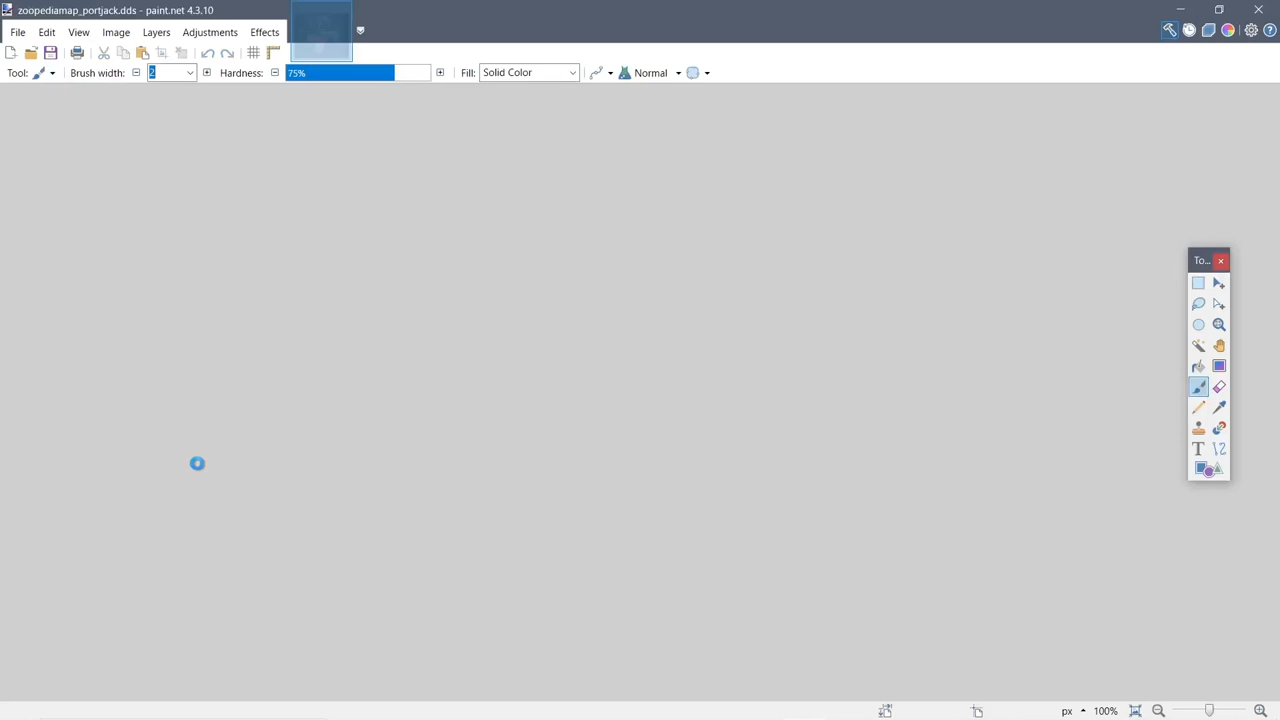 zoopediamap_portjack.dds - paint.net 4.3.10
File Edit View Image Layers Adjustments Effects
Tool: Brush width: 2 Hardness: 75% Fill: Solid Color Normal
To...
px 100%